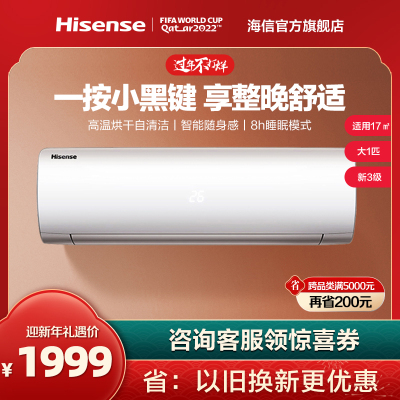 Hisense
FIFA WORLD CUP
Qatar2022
海信官方旗舰店
过年不打烊
一按小黑键 享整晚舒适
高温烘干自清洁|智能随身感|8h睡眠模式
适用17㎡
大1匹
新3级
Hisense
26
省 跨品类满5000元
再省200元
迎新年礼遇价
¥1999
咨询客服领惊喜券
省：以旧换新更优惠